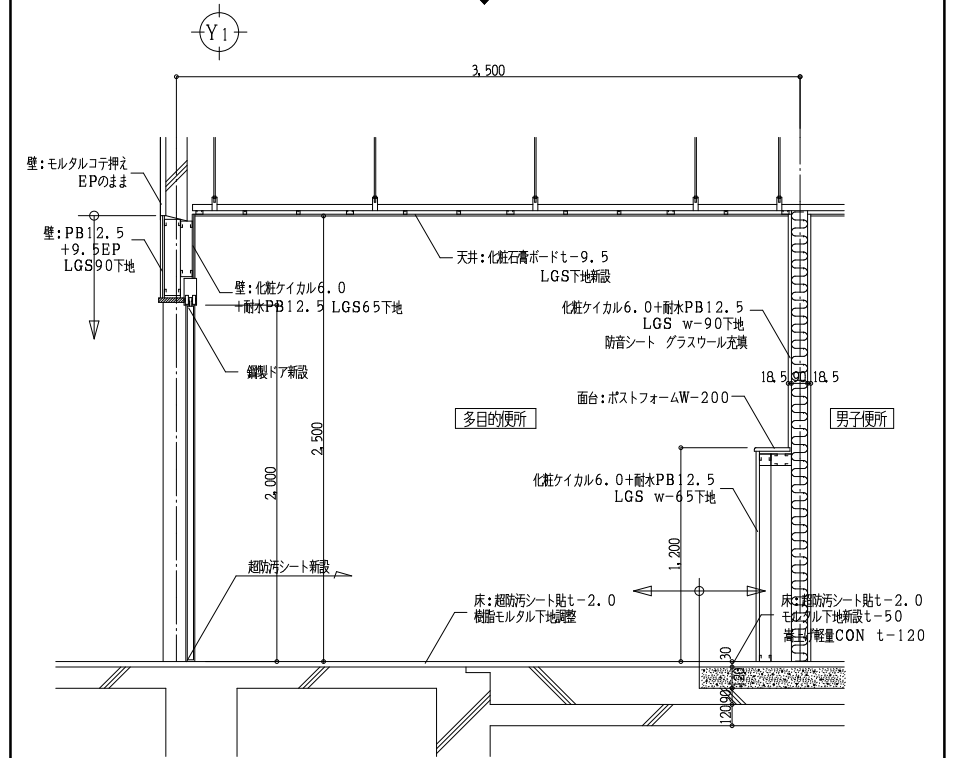 Y1
3,500
壁:モルタルコテ押え
EPのまま
壁:PB12.5
+9.5EP
LGS90下地
天井:化粧石膏ボードt-9.5
LGS下地新設
壁:化粧ケイカル6.0
+耐水PB12.5 LGS65下地
化粧ケイカル6.0+耐水PB12.5
LGS w-90下地
防音シート グラスウール充填
鋼製ドア新設
18.5 90 18.5
面台:ポストフォームW-200
多目的便所
男子便所
2,500
2,000
化粧ケイカル6.0+耐水PB12.5
LGS w-65下地
1,200
超防汚シート新設
床:超防汚シート貼t-2.0
樹脂モルタル下地調整
床:超防汚シート貼t-2.0
モルタル下地新設t-50
嵩上げ軽量CON t-120
30
90
120